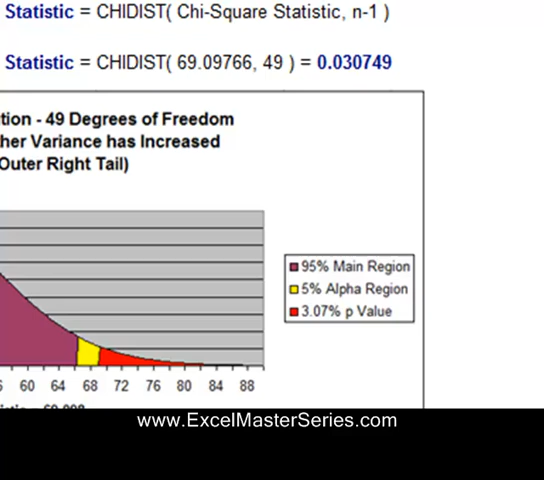 Statistic = CHIDIST( Chi-Square Statistic, n-1 )
Statistic = CHIDIST( 69.09766, 49 ) = 0.030749
tion - 49 Degrees of Freedom
her Variance has Increased
Outer Right Tail)
95% Main Region
5% Alpha Region
3.07% p Value
60 64 68 72 76 80 84 88
www.ExcelMasterSeries.com